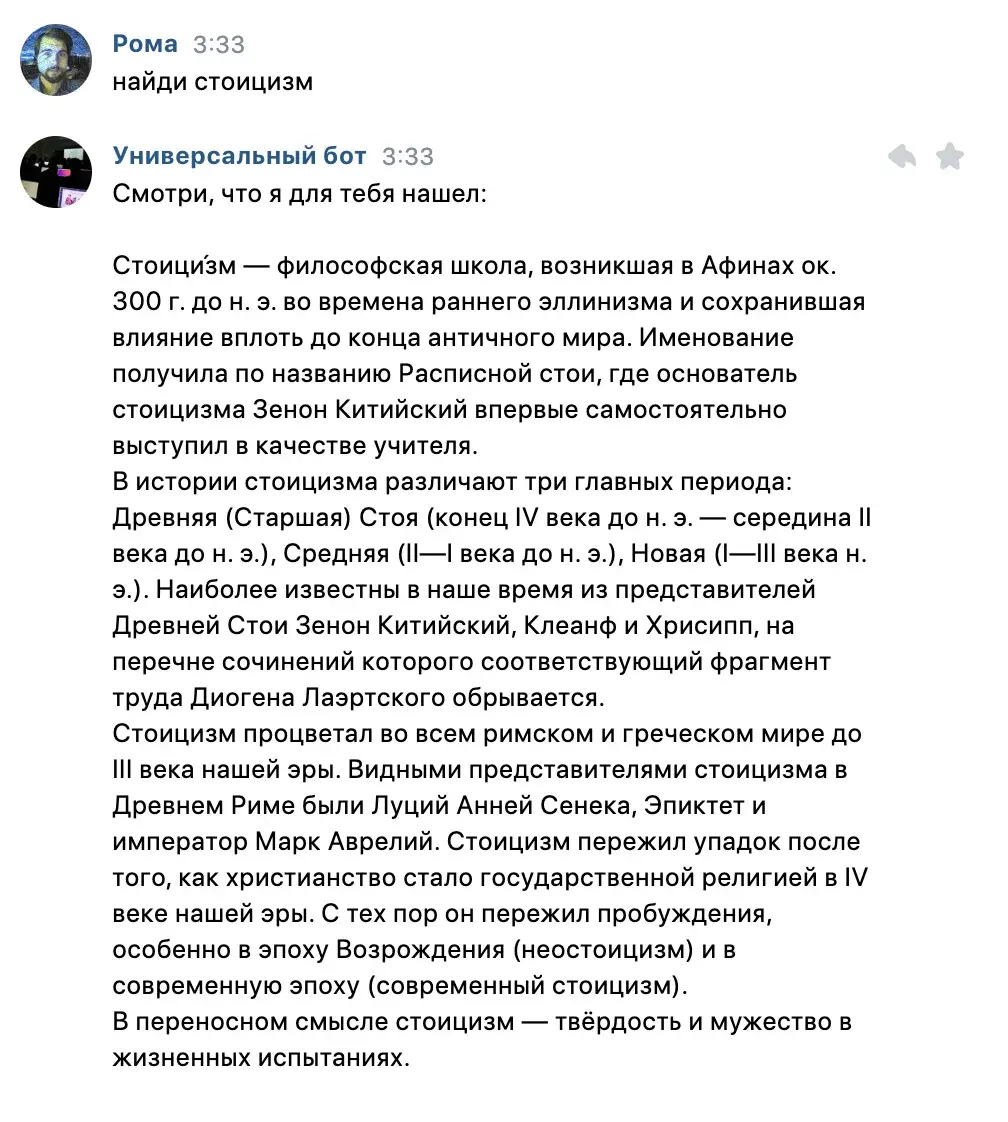 Рома 3:33
найди стоицизм
Универсальный бот 3:33
Смотри, что я для тебя нашел:
Стоици́зм — философская школа, возникшая в Афинах ок.
300 г. до н. э. во времена раннего эллинизма и сохранившая
влияние вплоть до конца античного мира. Именование
получила по названию Расписной стои, где основатель
стоицизма Зенон Китийский впервые самостоятельно
выступил в качестве учителя.
В истории стоицизма различают три главных периода:
Древняя (Старшая) Стоя (конец IV века до н. э. — середина II
века до н. э.), Средняя (II—I века до н. э.), Новая (I—III века н.
э.). Наиболее известны в наше время из представителей
Древней Стои Зенон Китийский, Клеанф и Хрисипп, на
перечне сочинений которого соответствующий фрагмент
труда Диогена Лаэртского обрывается.
Стоицизм процветал во всем римском и греческом мире до
III века нашей эры. Видными представителями стоицизма в
Древнем Риме были Луций Анней Сенека, Эпиктет и
император Марк Аврелий. Стоицизм пережил упадок после
того, как христианство стало государственной религией в IV
веке нашей эры. С тех пор он пережил пробуждения,
особенно в эпоху Возрождения (неостоицизм) и в
современную эпоху (современный стоицизм).
В переносном смысле стоицизм — твёрдость и мужество в
жизненных испытаниях.